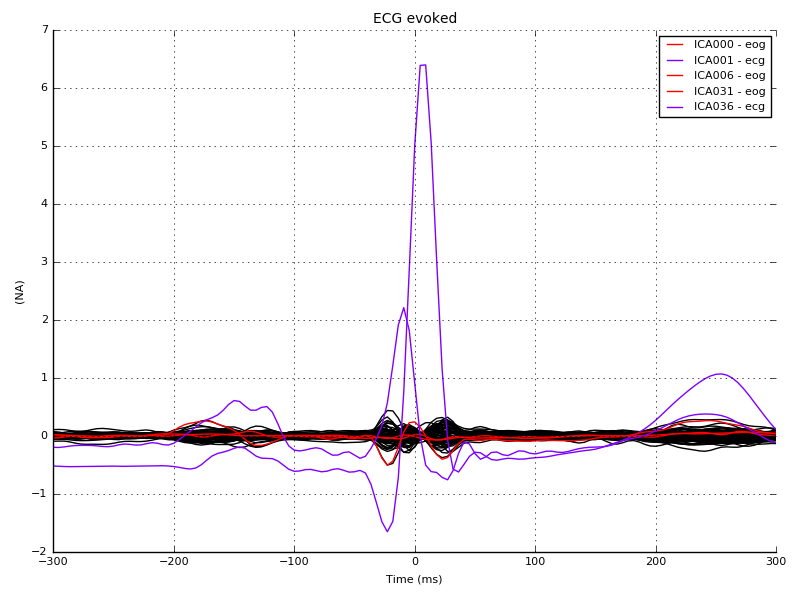 ECG evoked
7
6
5
4
3
2
1
0
−1
−2
(NA)
ICA000 - eog
ICA001 - ecg
ICA006 - eog
ICA031 - eog
ICA036 - ecg
−300 −200 −100 0 100 200 300
Time (ms)